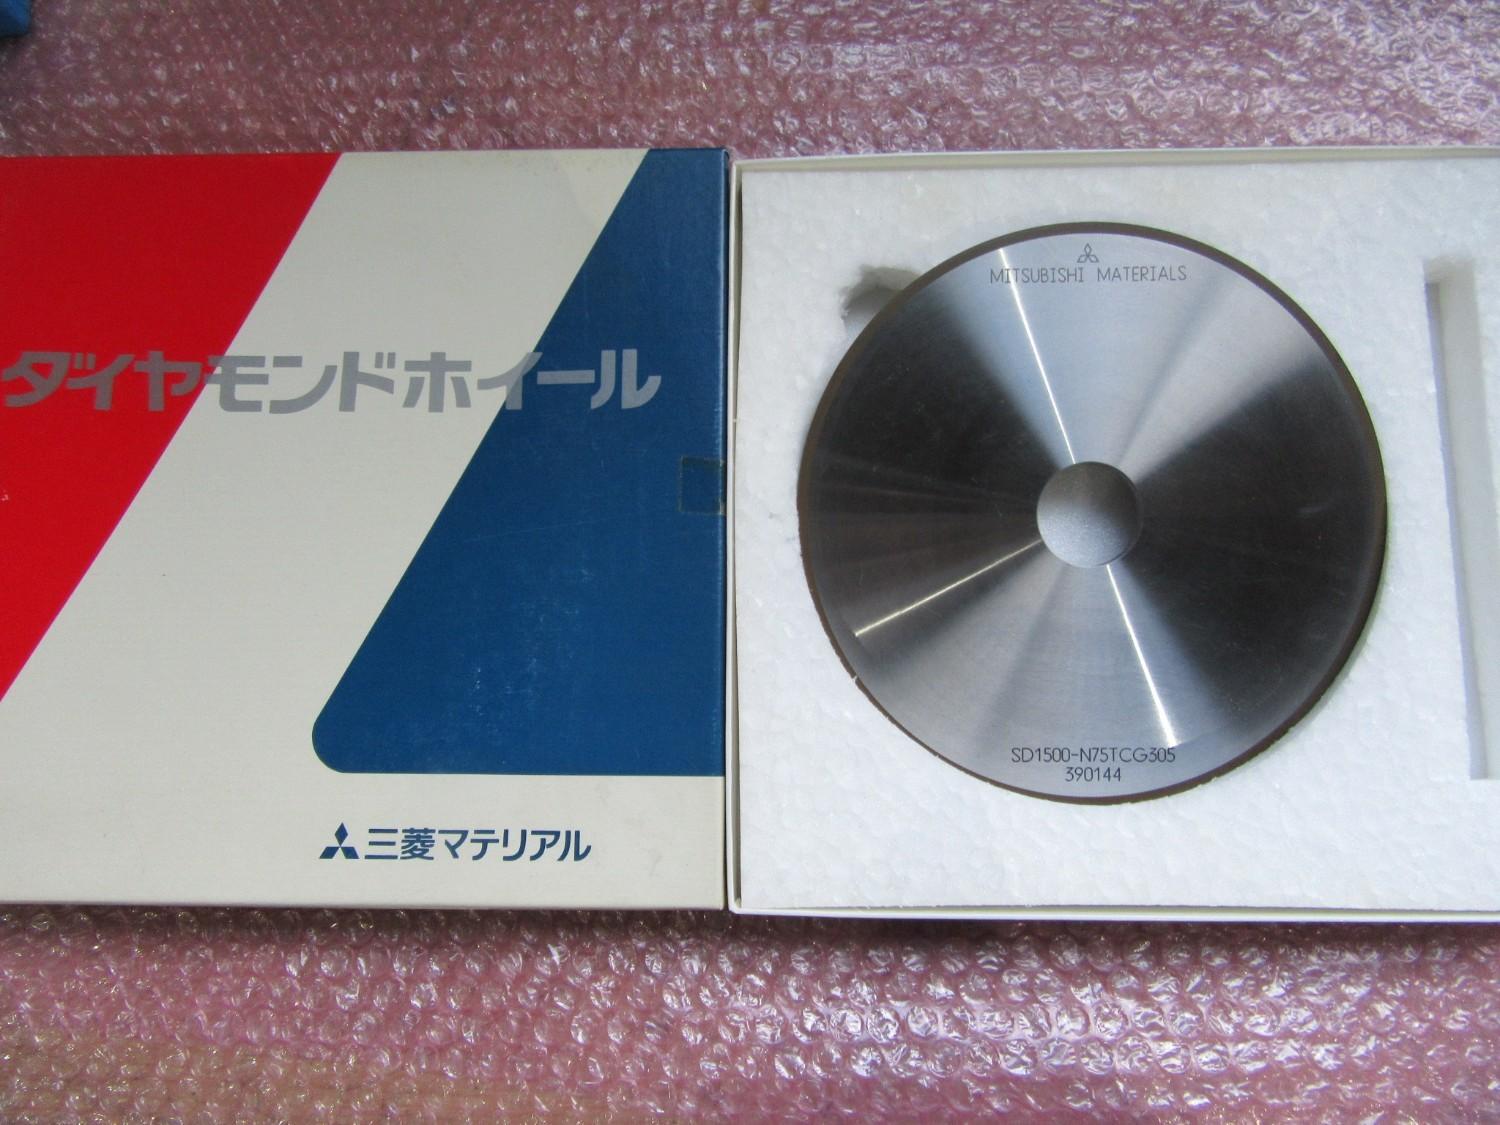 ダイヤモンドホイール
三菱マテリアル
MITSUBISHI MATERIALS
SD1500-N75TCG305
390144